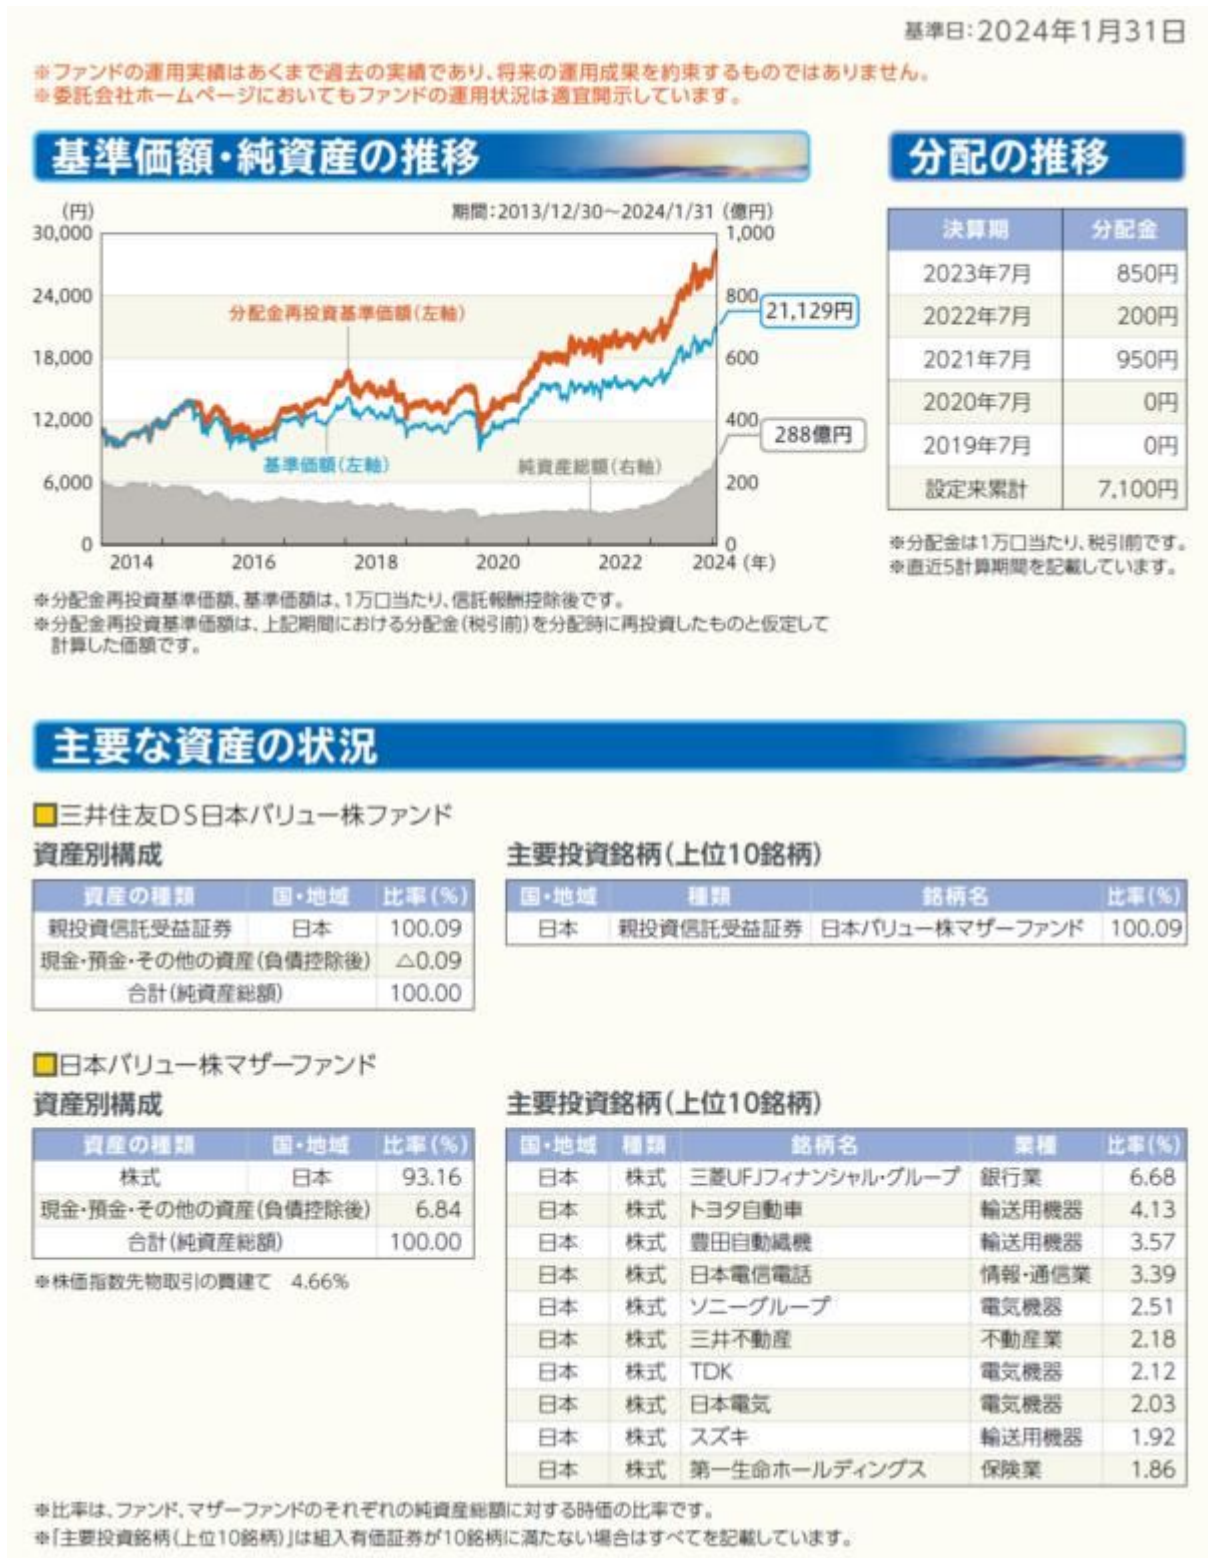 基準日:2024年1月31日
※ファンドの運用実績はあくまで過去の実績であり、将来の運用成果を約束するものではありません。
※委託会社ホームページにおいてもファンドの運用状況は適宜開示しています。
基準価額・純資産の推移
(円)
期間:2013/12/30~2024/1/31 (億円)
30,000
24,000
18,000
12,000
6,000
0
1,000
800
600
400
200
0
分配金再投資基準価額(左軸)
21,129円
288億円
基準価額(左軸)
純資産総額(右軸)
2014 2016 2018 2020 2022 2024 (年)
※分配金再投資基準価額、基準価額は、1万口当たり、信託報酬控除後です。
※分配金再投資基準価額は、上記期間における分配金(税引前)を分配時に再投資したものと仮定して
計算した価額です。
分配の推移
決算期 分配金
2023年7月 850円
2022年7月 200円
2021年7月 950円
2020年7月 0円
2019年7月 0円
設定来累計 7,100円
※分配金は1万口当たり、税引前です。
※直近5計算期間を記載しています。
主要な資産の状況
三井住友DS日本バリュー株ファンド
資産別構成
資産の種類 国・地域 比率(%)
親投資信託受益証券 日本 100.09
現金・預金・その他の資産(負債控除後) △0.09
合計(純資産総額) 100.00
主要投資銘柄(上位10銘柄)
国・地域 種類 銘柄名 比率(%)
日本 親投資信託受益証券 日本バリュー株マザーファンド 100.09
日本バリュー株マザーファンド
資産別構成
資産の種類 国・地域 比率(%)
株式 日本 93.16
現金・預金・その他の資産(負債控除後) 6.84
合計(純資産総額) 100.00
※株価指数先物取引の買建て 4.66%
主要投資銘柄(上位10銘柄)
国・地域 種類 銘柄名 業種 比率(%)
日本 株式 三菱UFJフィナンシャル・グループ 銀行業 6.68
日本 株式 トヨタ自動車 輸送用機器 4.13
日本 株式 豊田自動織機 輸送用機器 3.57
日本 株式 日本電信電話 情報・通信業 3.39
日本 株式 ソニーグループ 電気機器 2.51
日本 株式 三井不動産 不動産業 2.18
日本 株式 TDK 電気機器 2.12
日本 株式 日本電気 電気機器 2.03
日本 株式 スズキ 輸送用機器 1.92
日本 株式 第一生命ホールディングス 保険業 1.86
※比率は、ファンド、マザーファンドのそれぞれの純資産総額に対する時価の比率です。
※「主要投資銘柄(上位10銘柄)」は組入有価証券が10銘柄に満たない場合はすべてを記載しています。